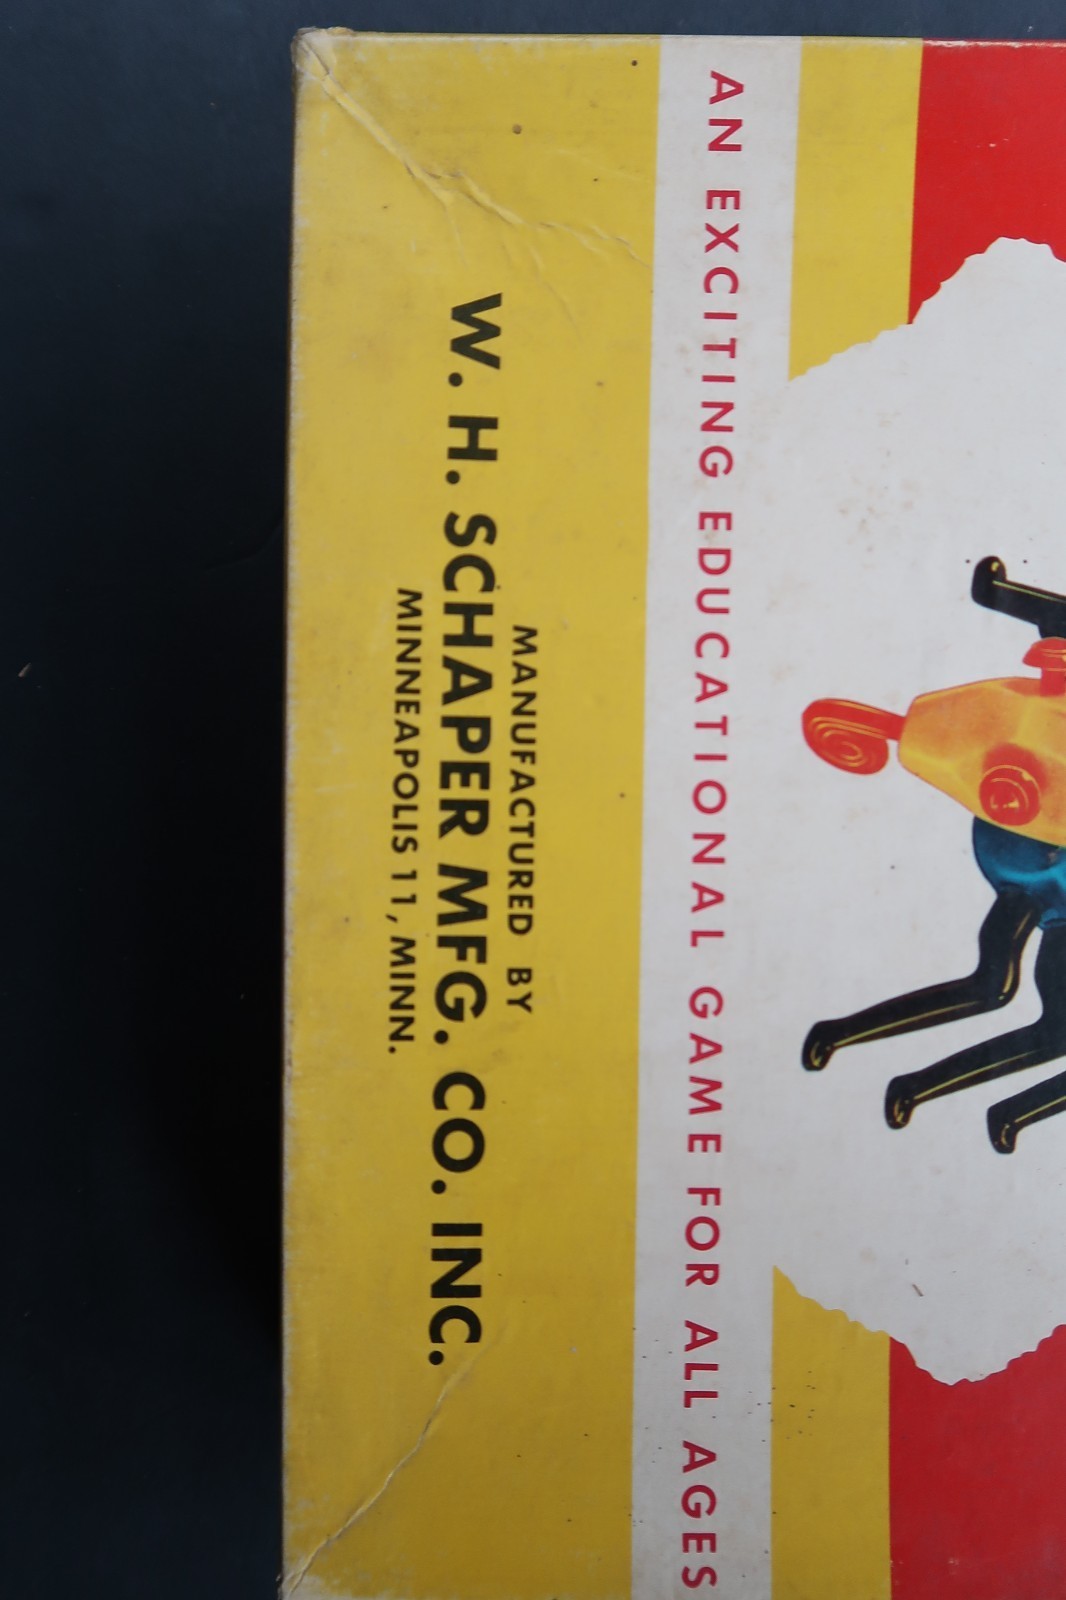 AN EXCITING EDUCATIONAL GAME FOR ALL AGES
MANUFACTURED BY
W. H. SCHAPER MFG. CO. INC.
MINNEAPOLIS 11, MINN.